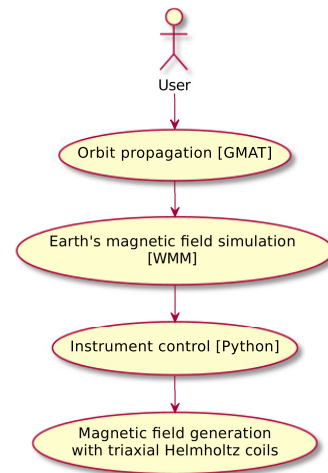 User
Orbit propagation [GMAT]
Earth's magnetic field simulation
[WMM]
Instrument control [Python]
Magnetic field generation
with triaxial Helmholtz coils